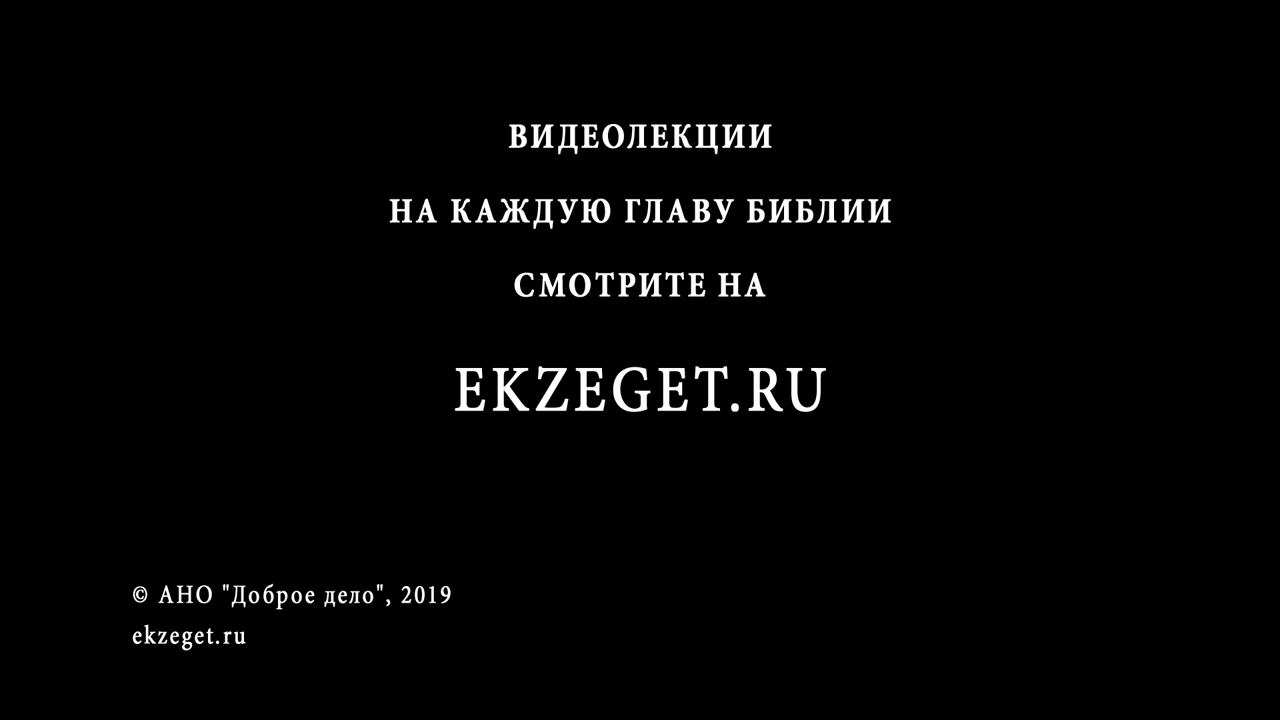 ВИДЕОЛЕКЦИИ
НА КАЖДУЮ ГЛАВУ БИБЛИИ
СМОТРИТЕ НА
EKZEGET.RU
© АНО "Доброе дело", 2019
ekzeget.ru